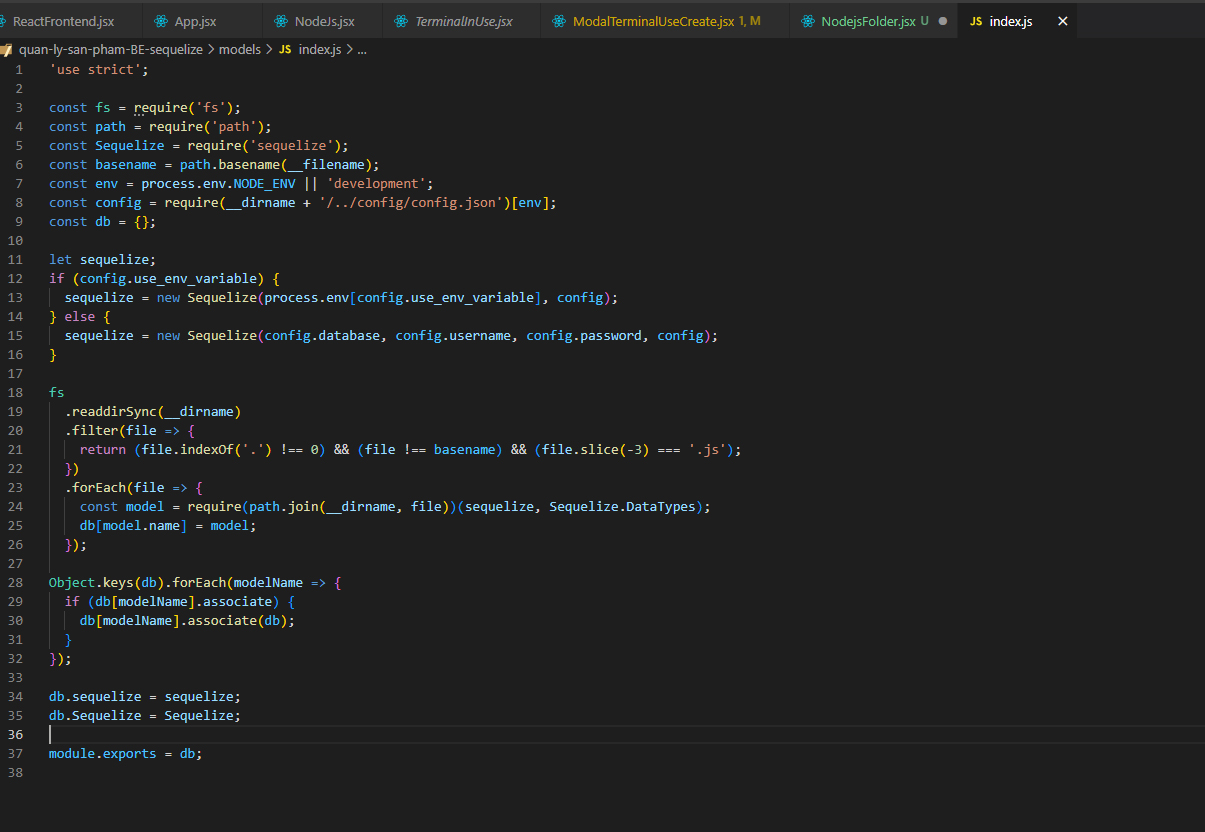 ReactFrontend.jsx App.jsx NodeJs.jsx TerminalInUse.jsx ModalTerminalUseCreate.jsx 1, M NodejsFolder.jsx U JS index.js
quan-ly-san-pham-BE-sequelize > models > JS index.js > ...
1 'use strict';
2
3 const fs = require('fs');
4 const path = require('path');
5 const Sequelize = require('sequelize');
6 const basename = path.basename(__filename);
7 const env = process.env.NODE_ENV || 'development';
8 const config = require(__dirname + '/../config/config.json')[env];
9 const db = {};
10
11 let sequelize;
12 if (config.use_env_variable) {
13 sequelize = new Sequelize(process.env[config.use_env_variable], config);
14 } else {
15 sequelize = new Sequelize(config.database, config.username, config.password, config);
16 }
17
18 fs
19 .readdirSync(__dirname)
20 .filter(file => {
21 return (file.indexOf('.') !== 0) && (file !== basename) && (file.slice(-3) === '.js');
22 })
23 .forEach(file => {
24 const model = require(path.join(__dirname, file))(sequelize, Sequelize.DataTypes);
25 db[model.name] = model;
26 });
27
28 Object.keys(db).forEach(modelName => {
29 if (db[modelName].associate) {
30 db[modelName].associate(db);
31 }
32 });
33
34 db.sequelize = sequelize;
35 db.Sequelize = Sequelize;
36
37 module.exports = db;
38